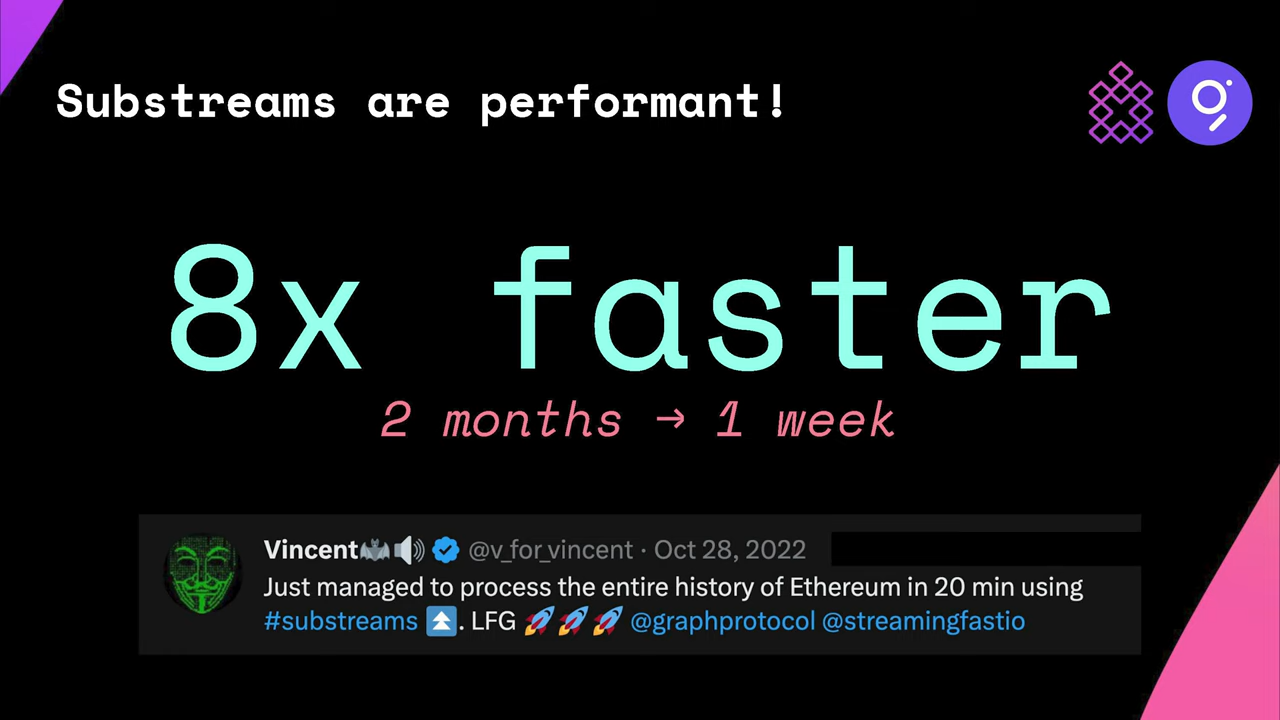 Substreams are performant!
8x faster
2 months → 1 week
Vincent🦇🔊 @v_for_vincent · Oct 28, 2022
Just managed to process the entire history of Ethereum in 20 min using
#substreams ⏫. LFG 🚀🚀🚀 @graphprotocol @streamingfastio